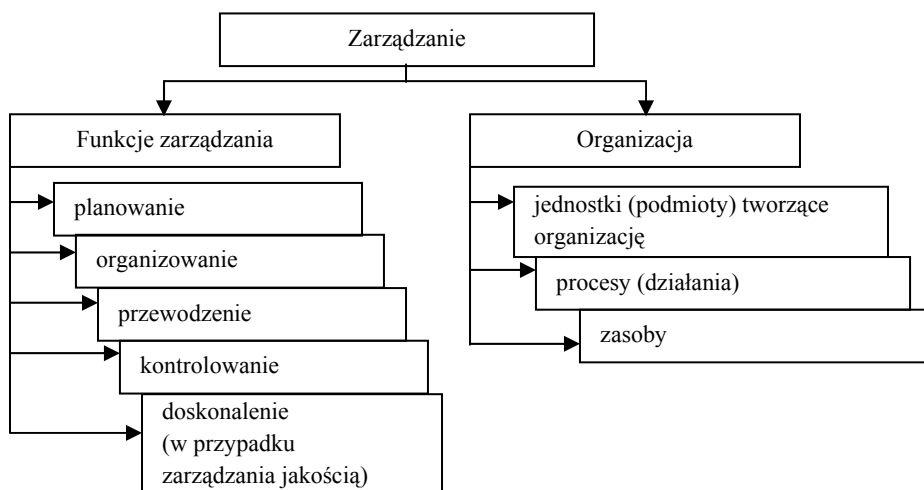 Zarządzanie
Funkcje zarządzania
planowanie
organizowanie
przewodzenie
kontrolowanie
doskonalenie
(w przypadku
zarządzania jakością)
Organizacja
jednostki (podmioty) tworzące
organizację
procesy (działania)
zasoby